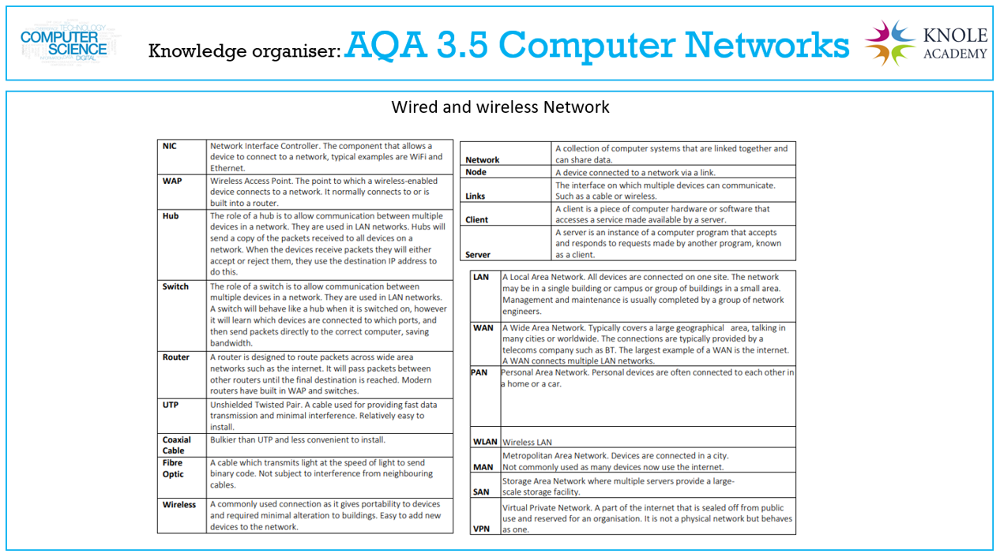 TECHNOLOGY
COMPUTER
SCIENCE
DIGITAL
Knowledge organiser: AQA 3.5 Computer Networks
KNOLE
ACADEMY
Wired and wireless Network
NIC
Network Interface Controller. The component that allows a
device to connect to a network, typical examples are WiFi and
Ethernet.
WAP
Wireless Access Point. The point to which a wireless-enabled
device connects to a network. It normally connects to or is
built into a router.
Hub
The role of a hub is to allow communication between multiple
devices in a network. They are used in LAN networks. Hubs will
send a copy of the packets received to all devices on a
network. When the devices receive packets they will either
accept or reject them, they use the destination IP address to
do this.
Switch
The role of a switch is to allow communication between
multiple devices in a network. They are used in LAN networks.
A switch will behave like a hub when it is switched on, however
it will learn which devices are connected to which ports, and
then send packets directly to the correct computer, saving
bandwidth.
Router
A router is designed to route packets across wide area
networks such as the internet. It will pass packets between
other routers until the final destination is reached. Modern
routers have built in WAP and switches.
UTP
Unshielded Twisted Pair. A cable used for providing fast data
transmission and minimal interference. Relatively easy to
install.
Coaxial
Cable
Bulkier than UTP and less convenient to install.
Fibre
Optic
A cable which transmits light at the speed of light to send
binary code. Not subject to interference from neighbouring
cables.
Wireless
A commonly used connection as it gives portability to devices
and required minimal alteration to buildings. Easy to add new
devices to the network.
Network
A collection of computer systems that are linked together and
can share data.
Node
A device connected to a network via a link.
Links
The interface on which multiple devices can communicate.
Such as a cable or wireless.
Client
A client is a piece of computer hardware or software that
accesses a service made available by a server.
Server
A server is an instance of a computer program that accepts
and responds to requests made by another program, known
as a client.
LAN
A Local Area Network. All devices are connected on one site. The network
may be in a single building or campus or group of buildings in a small area.
Management and maintenance is usually completed by a group of network
engineers.
WAN
A Wide Area Network. Typically covers a large geographical area, talking in
many cities or worldwide. The connections are typically provided by a
telecoms company such as BT. The largest example of a WAN is the internet.
A WAN connects multiple LAN networks.
PAN
Personal Area Network. Personal devices are often connected to each other in
a home or a car.
WLAN
Wireless LAN
MAN
Metropolitan Area Network. Devices are connected in a city.
Not commonly used as many devices now use the internet.
SAN
Storage Area Network where multiple servers provide a large-
scale storage facility.
VPN
Virtual Private Network. A part of the internet that is sealed off from public
use and reserved for an organisation. It is not a physical network but behaves
as one.